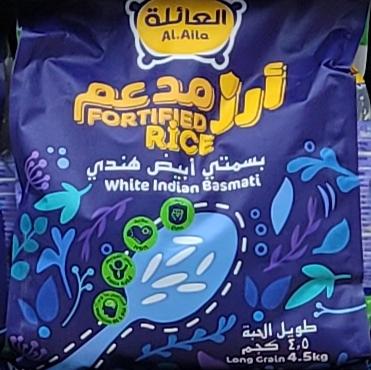 العائلة
Al.Aila
أرز مدعم
FORTIFIED
RICE
بسمتي أبيض هندي
White Indian Basmati
طويل الحبة
٤,٥ كجم
Long Grain 4.5kg